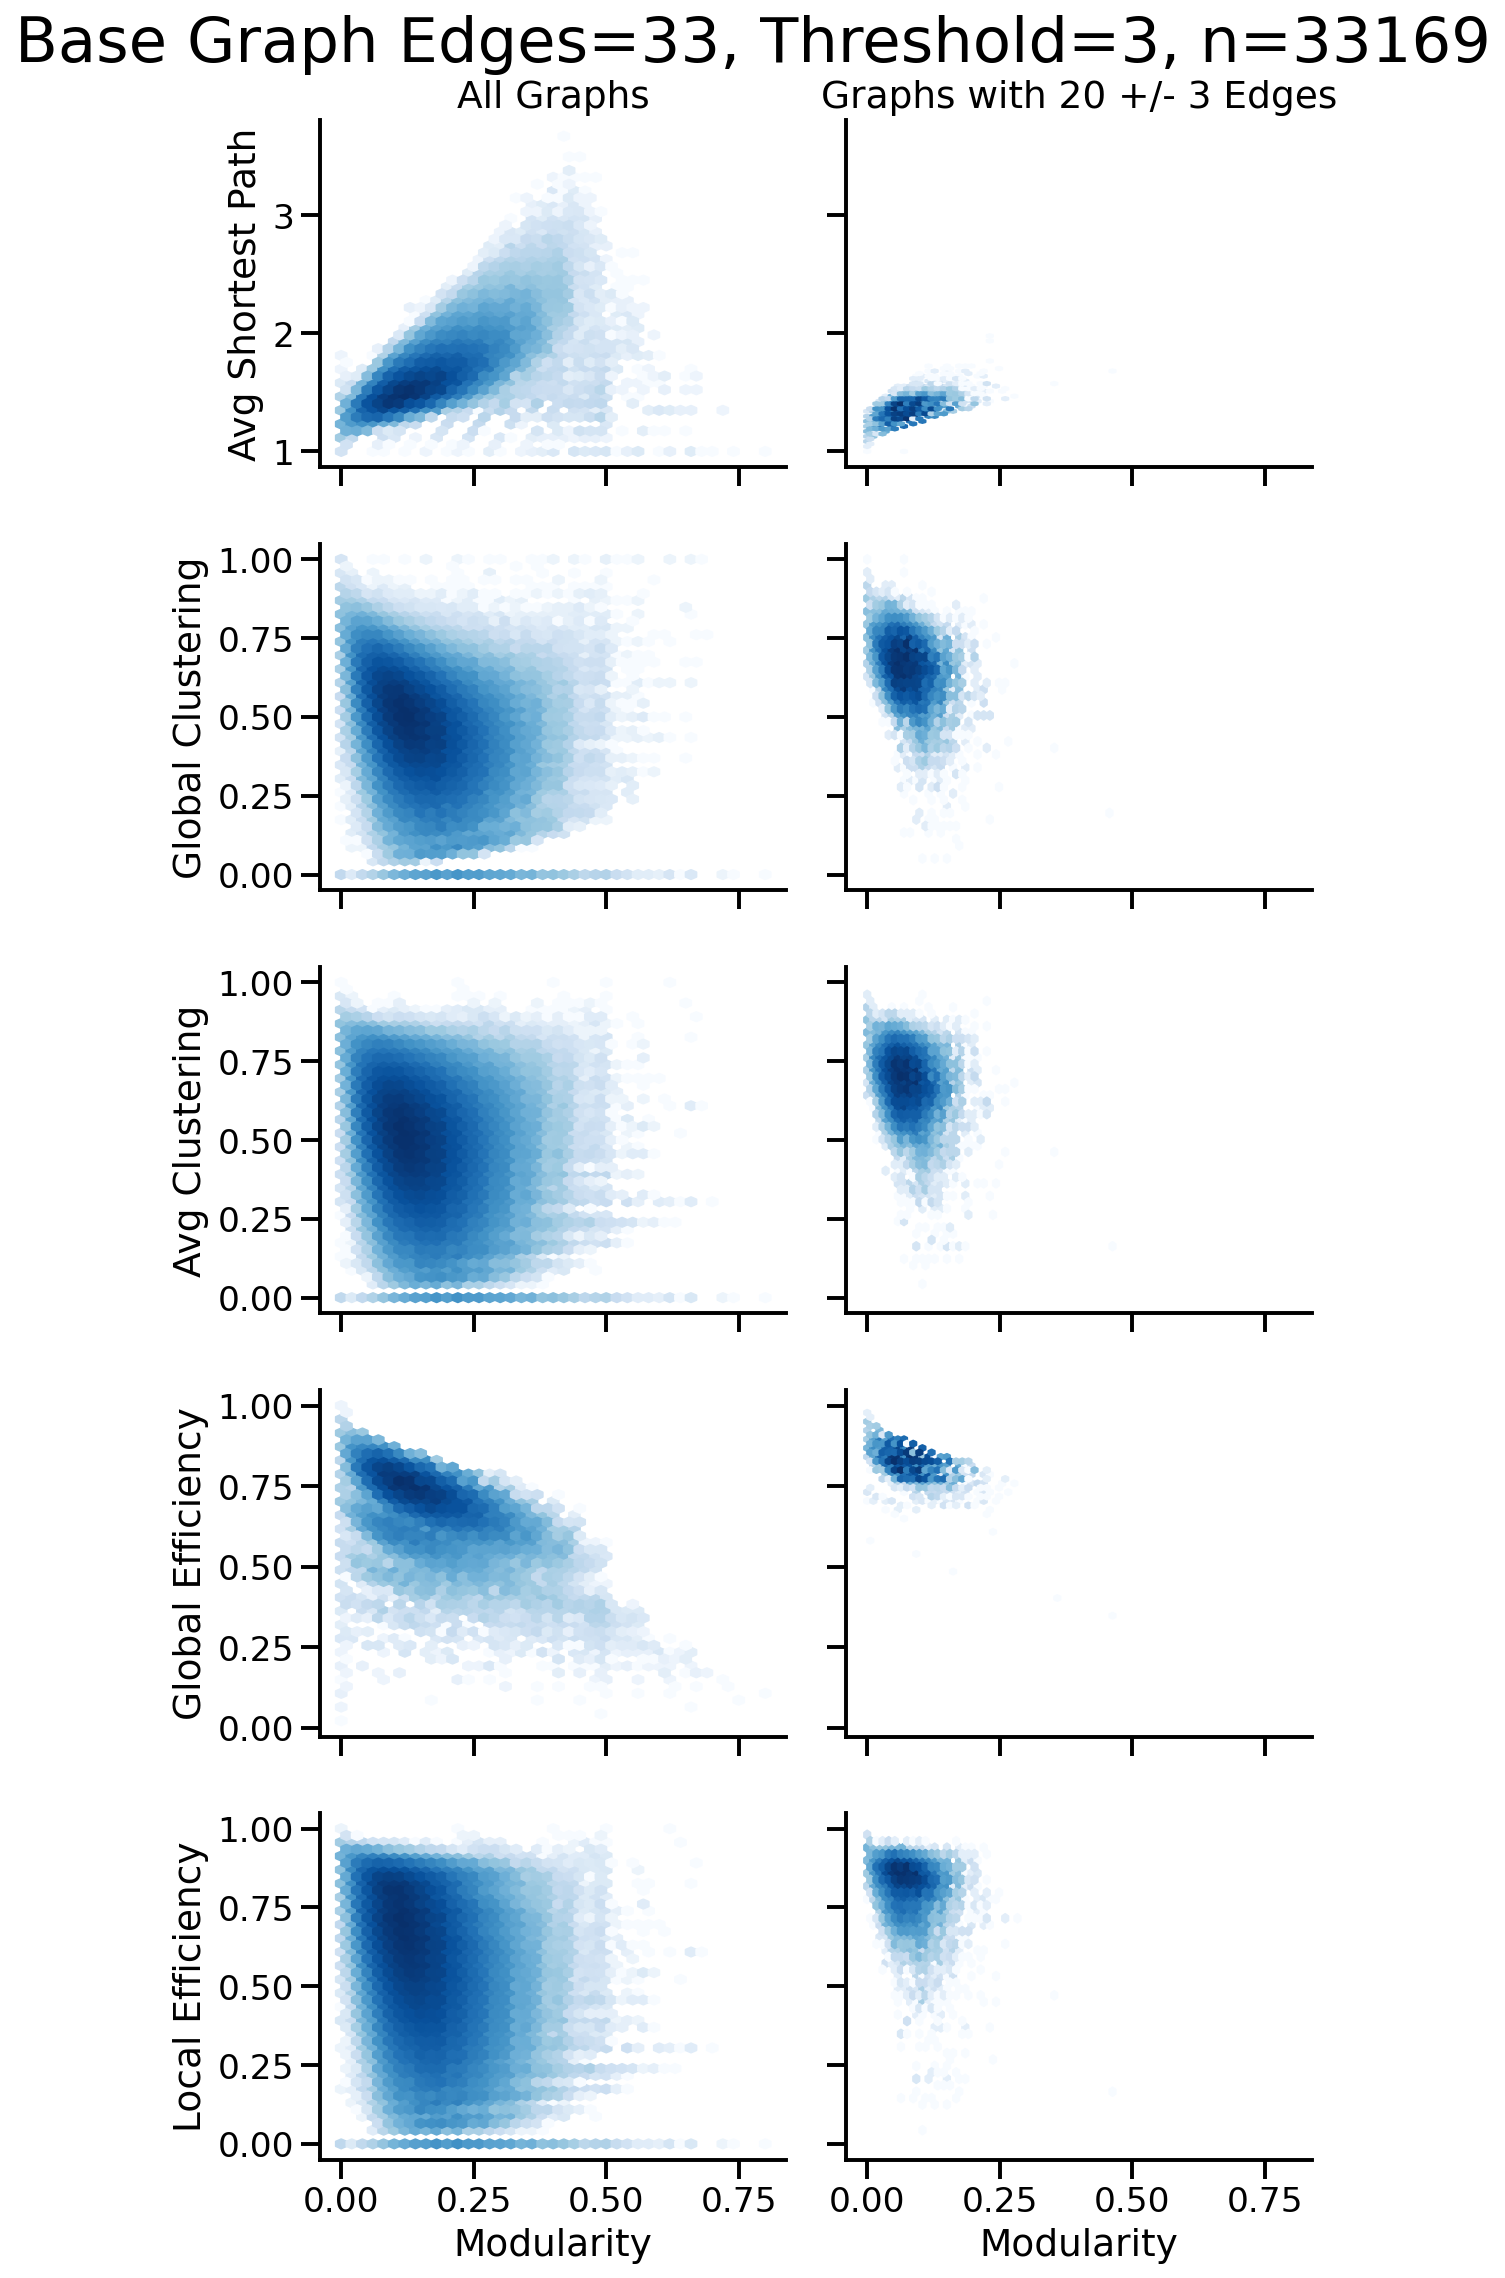 Base Graph Edges=33, Threshold=3, n=33169
All Graphs
Graphs with 20 +/- 3 Edges
Avg Shortest Path
3
2
1
Global Clustering
1.00
0.75
0.50
0.25
0.00
Avg Clustering
1.00
0.75
0.50
0.25
0.00
Global Efficiency
1.00
0.75
0.50
0.25
0.00
Local Efficiency
1.00
0.75
0.50
0.25
0.00
0.00 0.25 0.50 0.75
0.00 0.25 0.50 0.75
Modularity
Modularity